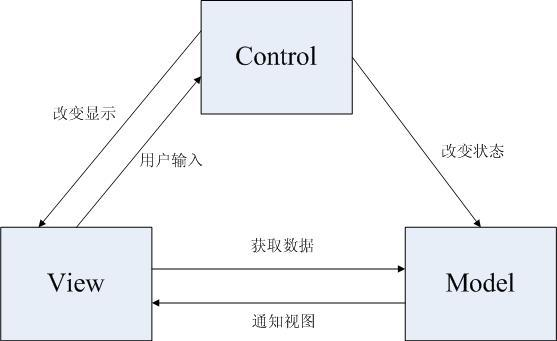 Control
改变显示
用户输入
改变状态
获取数据
View
Model
通知视图